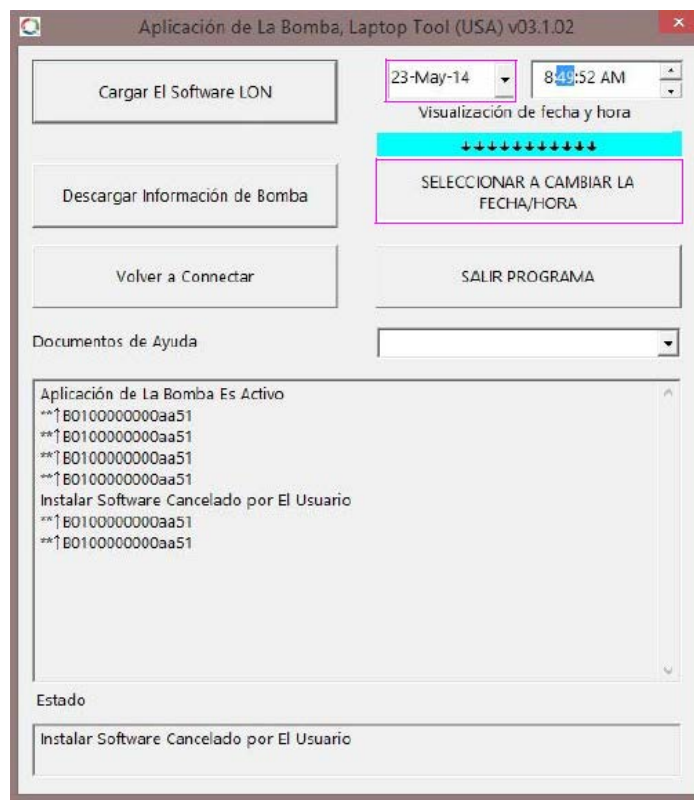 Aplicación de La Bomba, Laptop Tool (USA) v03.1.02
Cargar El Software LON
23-May-14
8:49:52 AM
Visualización de fecha y hora
↓↓↓↓↓↓↓↓↓↓↓
Descargar Información de Bomba
SELECCIONAR A CAMBIAR LA
FECHA/HORA
Volver a Connectar
SALIR PROGRAMA
Documentos de Ayuda
Aplicación de La Bomba Es Activo
**↑B0100000000aa51
**↑B0100000000aa51
**↑B0100000000aa51
**↑B0100000000aa51
Instalar Software Cancelado por El Usuario
**↑B0100000000aa51
**↑B0100000000aa51
Estado
Instalar Software Cancelado por El Usuario